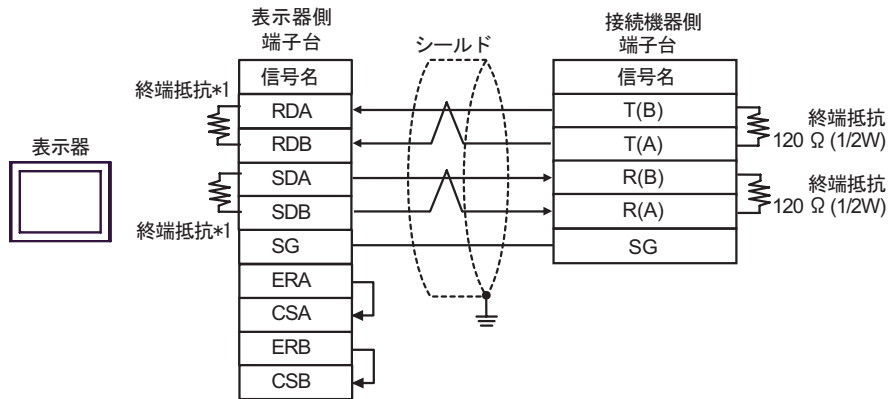 表示器側
端子台
シールド
接続機器側
端子台
信号名
信号名
終端抵抗*1
RDA
T(B)
終端抵抗
120 Ω (1/2W)
RDB
T(A)
表示器
SDA
R(B)
終端抵抗
120 Ω (1/2W)
SDB
R(A)
終端抵抗*1
SG
SG
ERA
CSA
ERB
CSB